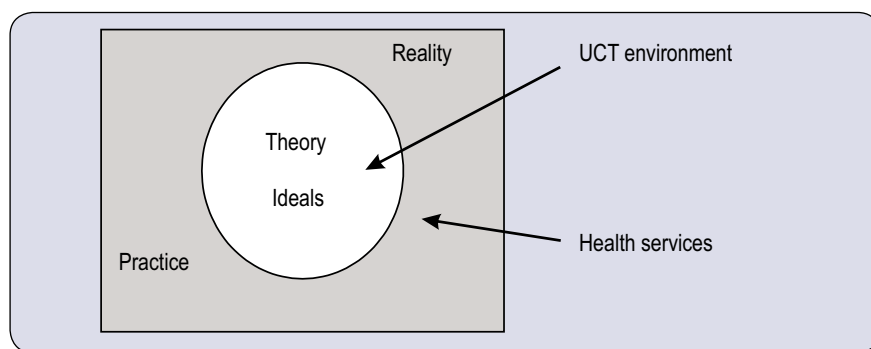 Reality
UCT environment
Theory
Ideals
Health services
Practice